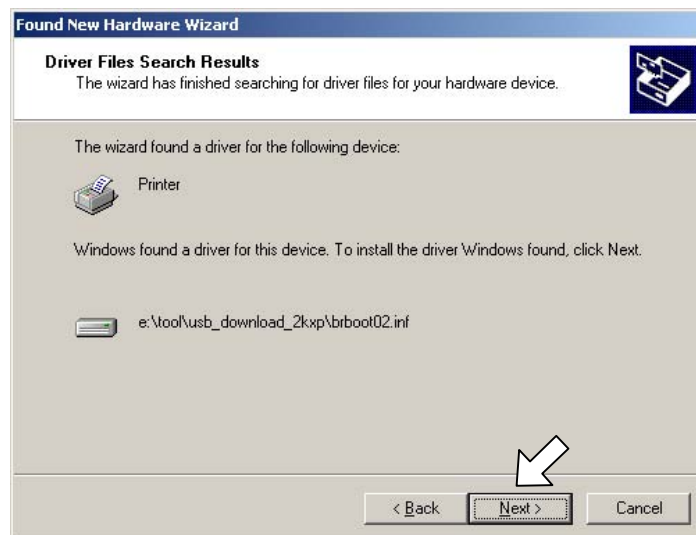 Found New Hardware Wizard
Driver Files Search Results
The wizard has finished searching for driver files for your hardware device.
The wizard found a driver for the following device:
Printer
Windows found a driver for this device. To install the driver Windows found, click Next.
e:\tool\usb_download_2kxp\brboot02.inf
< Back
Next >
Cancel